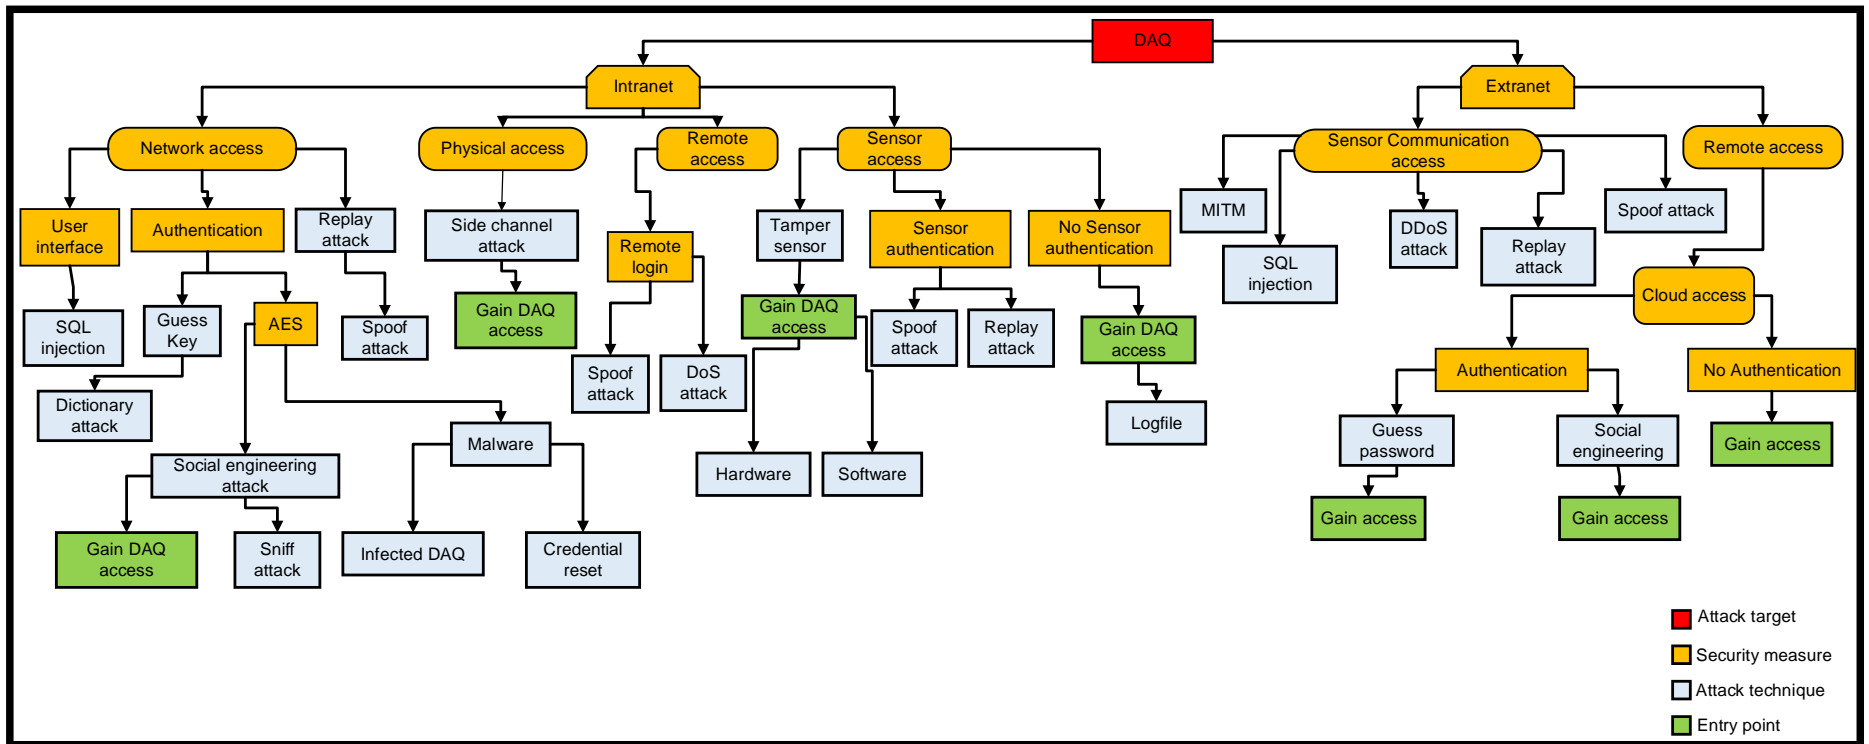 DAQ
Intranet
Extranet
Network access
Physical access
Remote
access
Sensor
access
Sensor Communication
access
Remote access
User
interface
Authentication
Replay
attack
Side channel
attack
Remote
login
Tamper
sensor
Sensor
authentication
No Sensor
authentication
MITM
SQL
injection
DDoS
attack
Replay
attack
Spoof attack
SQL
injection
Guess
Key
AES
Spoof
attack
Gain DAQ
access
Spoof
attack
DoS
attack
Gain DAQ
access
Spoof
attack
Replay
attack
Gain DAQ
access
Cloud access
Dictionary
attack
Malware
Logfile
Authentication
No Authentication
Social engineering
attack
Hardware
Software
Guess
password
Social
engineering
Gain access
Gain DAQ
access
Sniff
attack
Infected DAQ
Credential
reset
Gain access
Gain access
Attack target
Security measure
Attack technique
Entry point